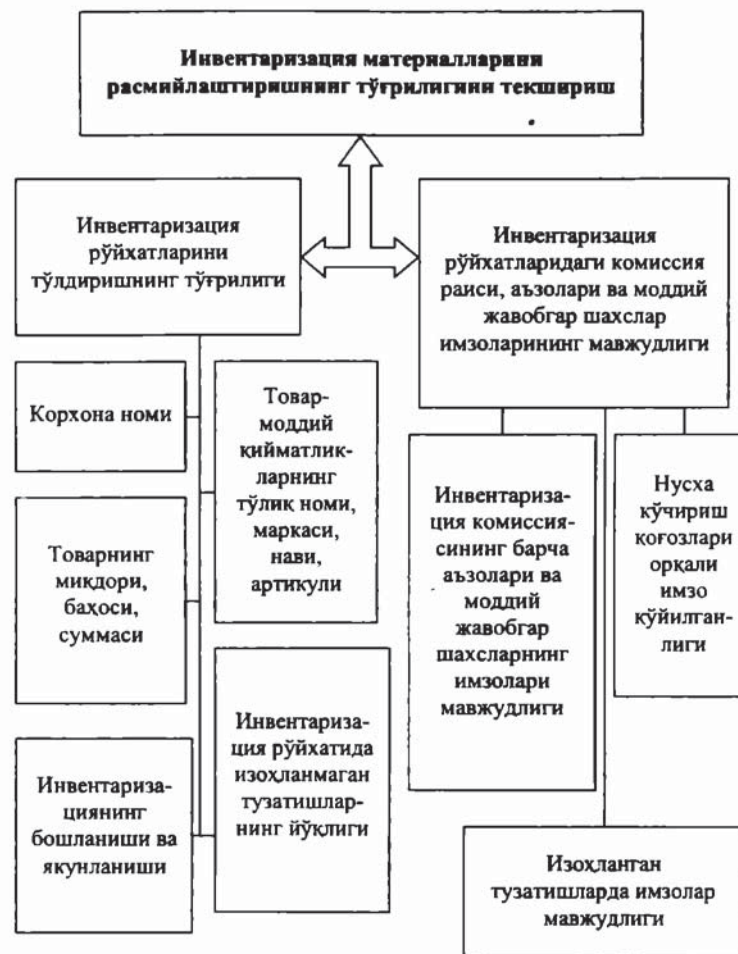 Инвентаризация материалларини
расмийлаштиришнинг тўғрилигини текшириш
Инвентаризация
рўйхатларини
тўлдиришнинг тўғрилиги
Инвентаризация
рўйхатларидаги комиссия
раиси, аъзолари ва моддий
жавобгар шахслар
имзоларининг мавжудлиги
Корхона номи
Товар-
моддий
қийматлик-
ларнинг
тўлиқ номи,
маркаси,
нави,
артикули
Товарнинг
миқдори,
баҳоси,
суммаси
Инвентариза-
циянинг
бошланиши ва
якунланиши
Инвентариза-
ция рўйхатида
изоҳланмаган
тузатишлар-
нинг йўқлиги
Инвентариза-
ция комиссия-
сининг барча
аъзолари ва
моддий
жавобгар
шахсларнинг
имзолари
мавжудлиги
Нусха
кўчириш
қоғозлари
орқали
имзо
қўйилган-
лиги
Изоҳланган
тузатишларда имзолар
мавжудлиги